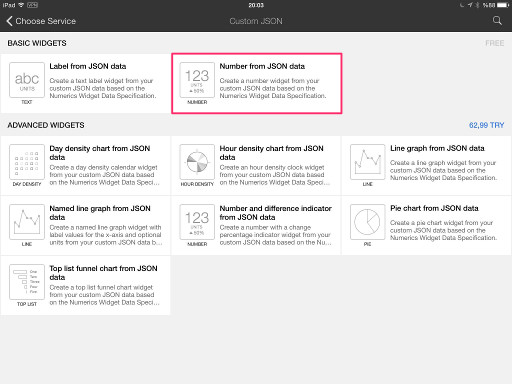 iPad VPN 20:03 %88
Choose Service Custom JSON
BASIC WIDGETS FREE
abc
UNITS
TEXT
Label from JSON data
Create a text label widget from your
custom JSON data based on the
Numerics Widget Data Specification.
123
UNITS
▲50%
NUMBER
Number from JSON data
Create a number widget from your
custom JSON data based on the
Numerics Widget Data Specification.
ADVANCED WIDGETS 62,99 TRY
DAY DENSITY
Day density chart from JSON
data
Create a day density calendar widget
from your custom JSON data based
on the Numerics Widget Data Speci...
HOUR DENSITY
Hour density chart from JSON
data
Create an hour density clock widget
from your custom JSON data based
on the Numerics Widget Data Speci...
LINE
Line graph from JSON data
Create a line graph widget from your
custom JSON data based on the
Numerics Widget Data Specification.
LINE
Named line graph from JSON
data
Create a named line graph widget with
label values for the x-axis and optional
units from your custom JSON data b...
123
UNITS
▲50%
NUMBER
Number and difference indicator
from JSON data
Create a number with a change
percentage indicator widget from your
custom JSON data based on the Nu...
PIE
Pie chart from JSON data
Create a pie chart widget from your
custom JSON data based on the
Numerics Widget Data Specification.
One
Two
Three
Four
Five
TOP LIST
Top list funnel chart from JSON
data
Create a top list funnel chart widget
from your custom JSON data based
on the Numerics Widget Data Speci...